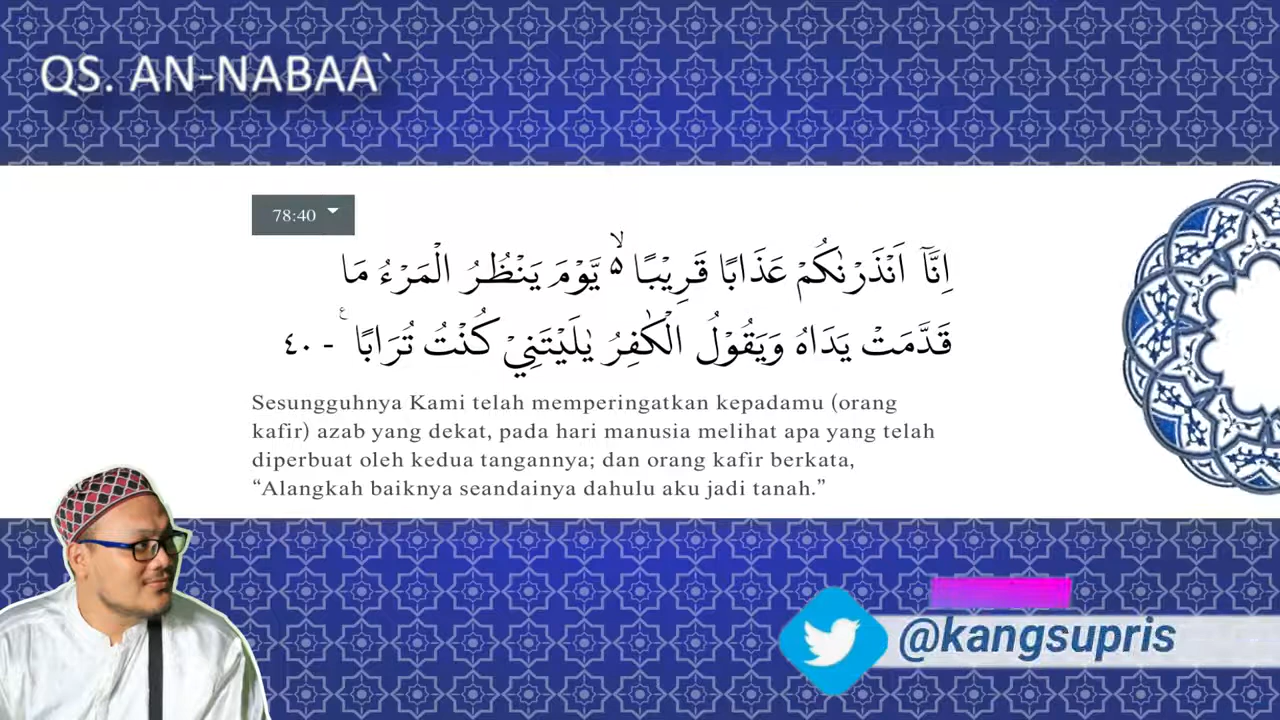 QS. AN-NABAA`
78:40
اِنَّآ اَنْذَرْنٰكُمْ عَذَابًا قَرِيْبًا ەۙ يَّوْمَ يَنْظُرُ الْمَرْءُ مَا
قَدَّمَتْ يَدَاهُ وَيَقُوْلُ الْكٰفِرُ يٰلَيْتَنِيْ كُنْتُ تُرَابًا ࣖ - ٤٠
Sesungguhnya Kami telah memperingatkan kepadamu (orang
kafir) azab yang dekat, pada hari manusia melihat apa yang telah
diperbuat oleh kedua tangannya; dan orang kafir berkata,
“Alangkah baiknya seandainya dahulu aku jadi tanah.”
@kangsupris